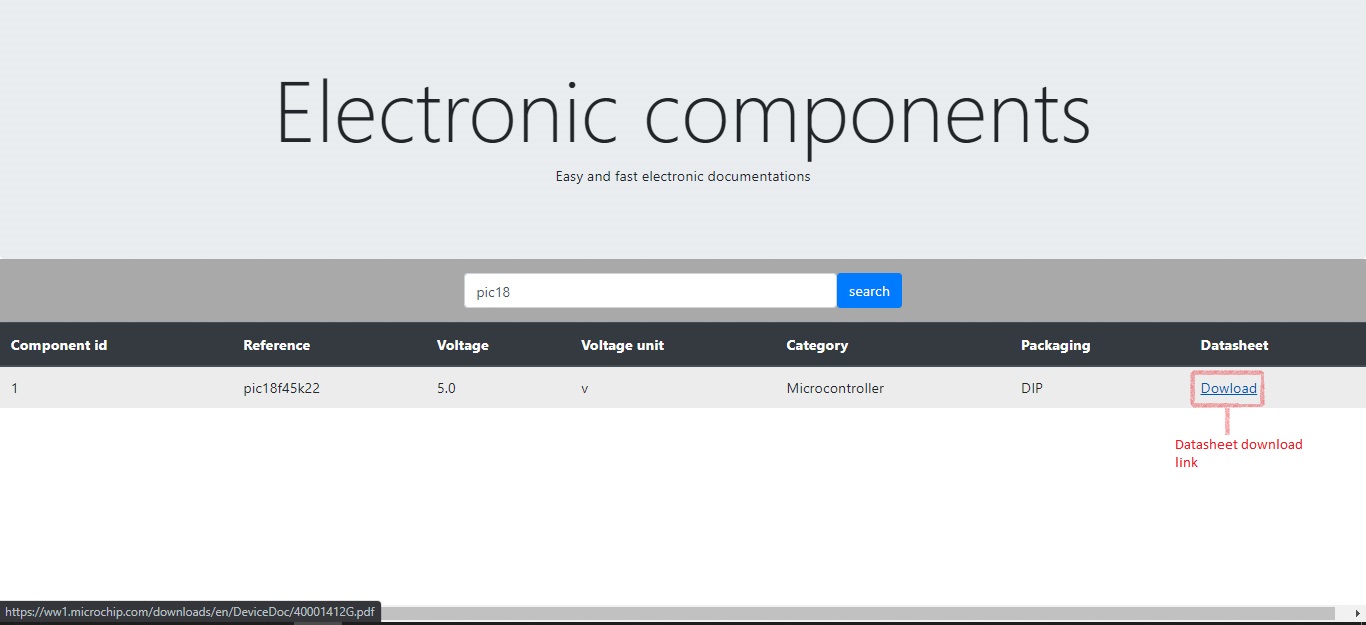 Electronic components
Easy and fast electronic documentations
pic18 search
Component id Reference Voltage Voltage unit Category Packaging Datasheet
1 pic18f45k22 5.0 v Microcontroller DIP Dowload
Datasheet download
link
https://ww1.microchip.com/downloads/en/DeviceDoc/40001412G.pdf